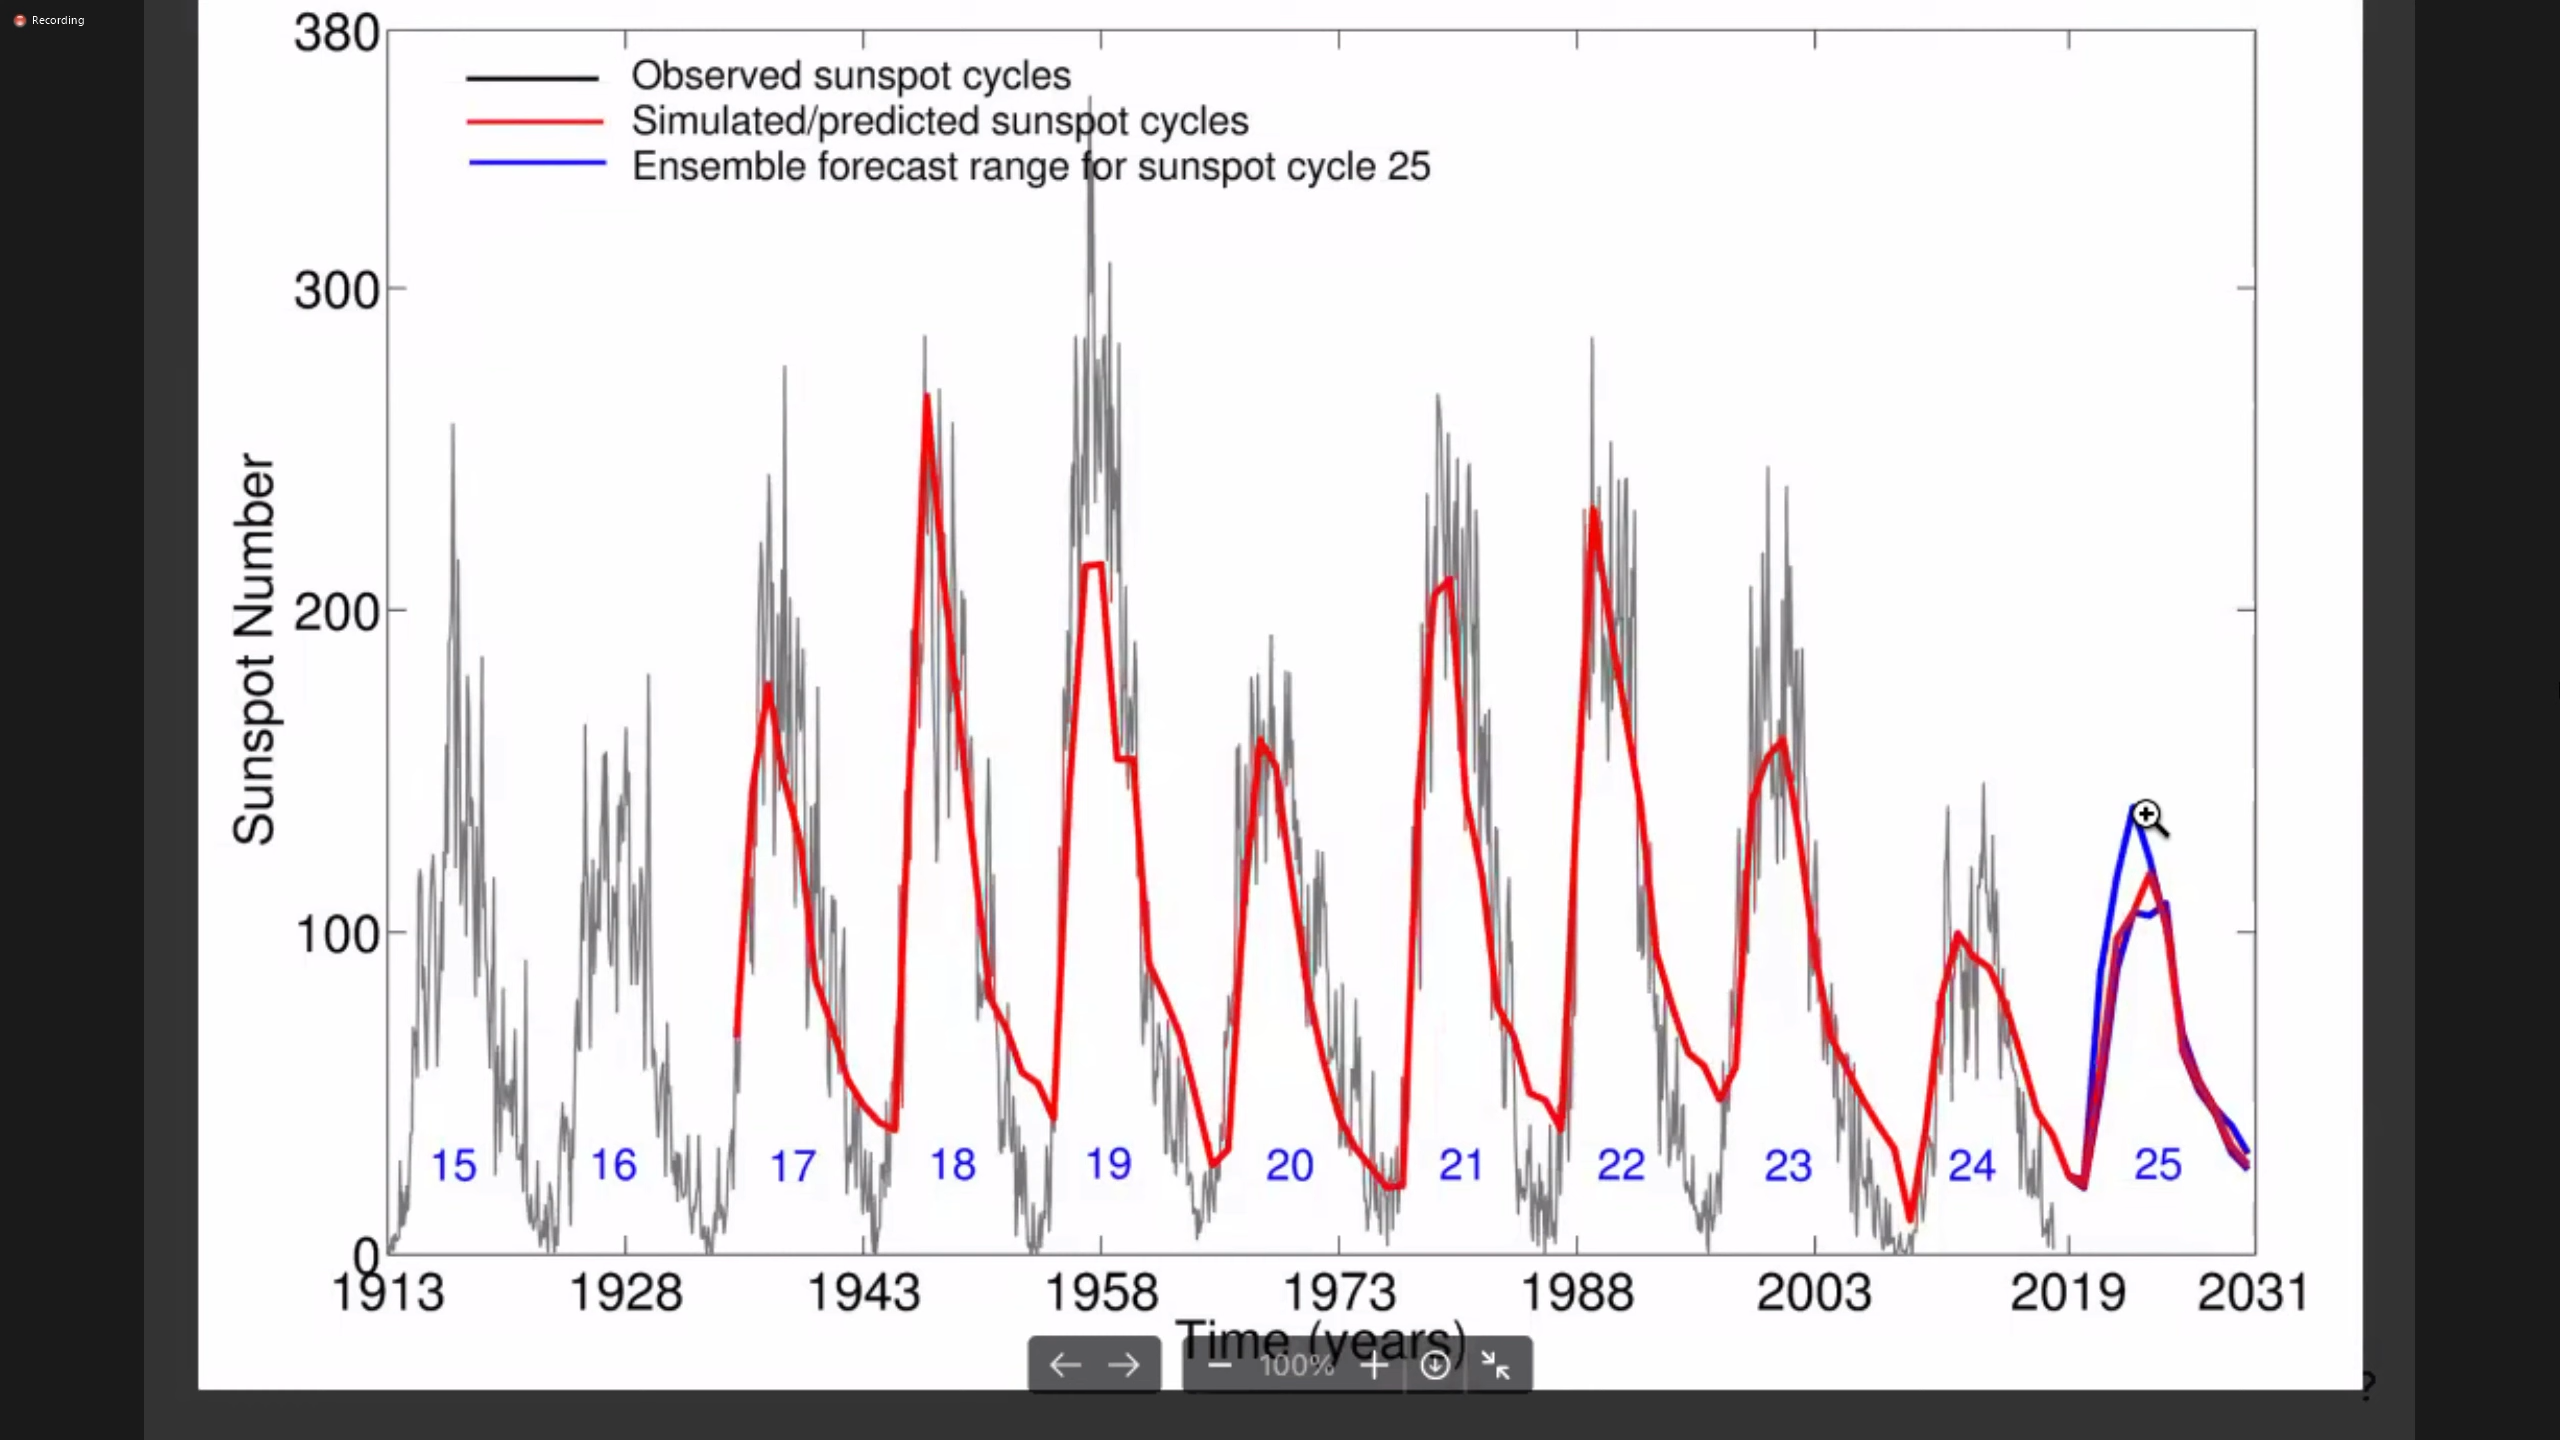 Recording
380
Observed sunspot cycles
Simulated/predicted sunspot cycles
Ensemble forecast range for sunspot cycle 25
300
200
100
0
Sunspot Number
15 16 17 18 19 20 21 22 23 24 25
1913 1928 1943 1958 1973 1988 2003 2019 2031
Time (years)
100%
?